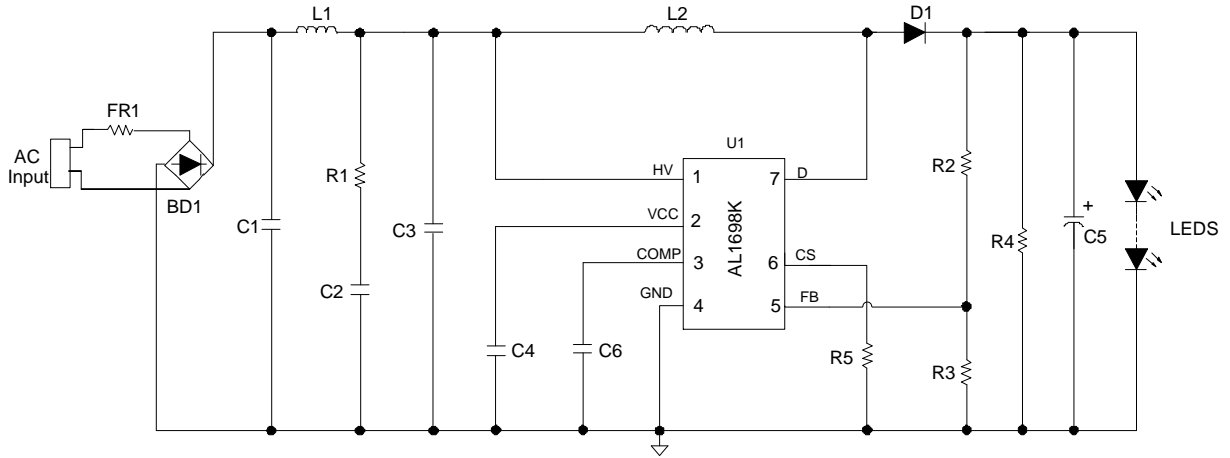 L1
L2
D1
FR1
AC
Input
BD1
C1
R1
C2
C3
C4
C6
U1
HV
VCC
COMP
GND
1
2
3
4
AL1698K
7
6
5
D
CS
FB
R5
R2
R3
R4
+
C5
LEDS